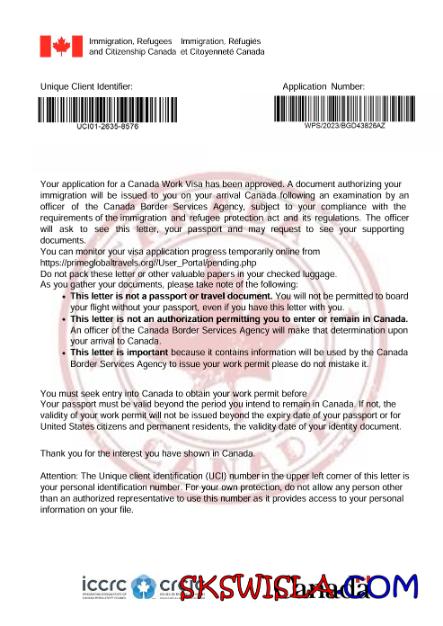 Immigration, Refugees Immigration, Réfugiés
and Citizenship Canada et Citoyenneté Canada
Unique Client Identifier: Application Number:
UCI01-2635-8576 WPS/2023/BGD43826AZ
Your application for a Canada Work Visa has been approved. A document authorizing your
immigration will be issued to you on your arrival Canada following an examination by an
officer of the Canada Border Services Agency, subject to your compliance with the
requirements of the immigration and refugee protection act and its regulations. The officer
will ask to see this letter, your passport and may request to see your supporting
documents.
You can monitor your visa application progress temporarily online from
https://primeglobaltravels.org//User_Portal/pending.php
Do not pack these letter or other valuable papers in your checked luggage.
As you gather your documents, please take note of the following:
• This letter is not a passport or travel document. You will not be permitted to board
your flight without your passport, even if you have this letter with you.
• This letter is not an authorization permitting you to enter or remain in Canada.
An officer of the Canada Border Services Agency will make that determination upon
your arrival to Canada.
• This letter is important because it contains information will be used by the Canada
Border Services Agency to issue your work permit please do not mistake it.
You must seek entry into Canada to obtain your work permit before
Your passport must be valid beyond the period you intend to remain in Canada. If not, the
validity of your work permit will not be issued beyond the expiry date of your passport or for
United States citizens and permanent residents, the validity date of your identity document.
Thank you for the interest you have shown in Canada.
Attention: The Unique client identification (UCI) number in the upper left corner of this letter is
your personal identification number. For your own protection, do not allow any person other
than an authorized representative to use this number as it provides access to your personal
information on your file.
CANADA
iccrc
SKSWISLA.COM
Canada